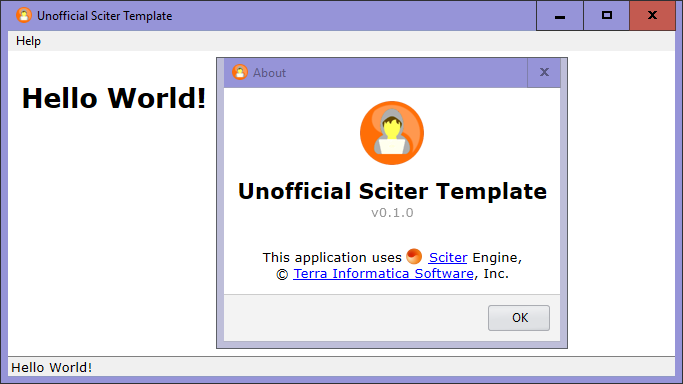 Unofficial Sciter Template
Help
Hello World!
About
Unofficial Sciter Template
v0.1.0
This application uses Sciter Engine,
© Terra Informatica Software, Inc.
OK
Hello World!